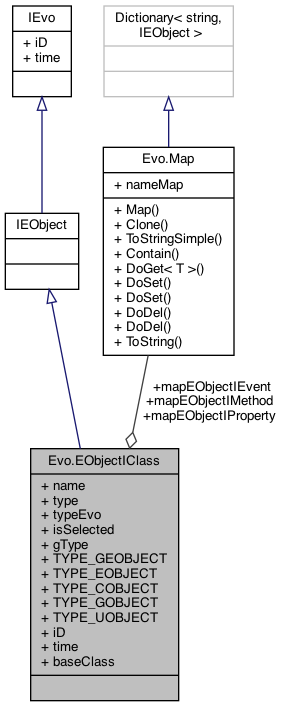 IEvo
+ iD
+ time
Dictionary< string,
IEObject >
Evo.Map
+ nameMap
+ Map()
+ Clone()
+ ToStringSimple()
+ Contain()
+ DoGet< T >()
+ DoSet()
+ DoSet()
+ DoDel()
+ DoDel()
+ ToString()
IEObject
+mapEObjectIEvent
+mapEObjectIMethod
+mapEObjectIProperty
Evo.EObjectIClass
+ name
+ type
+ typeEvo
+ isSelected
+ gType
+ TYPE_GEOBJECT
+ TYPE_EOBJECT
+ TYPE_COBJECT
+ TYPE_GOBJECT
+ TYPE_UOBJECT
+ iD
+ time
+ baseClass